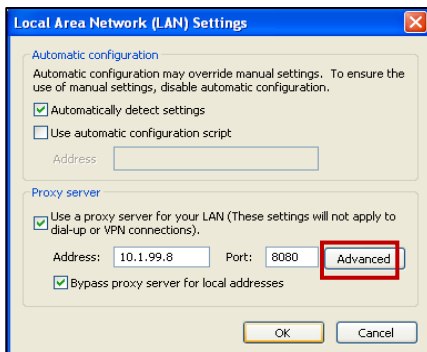 Local Area Network (LAN) Settings
Automatic configuration
Automatic configuration may override manual settings. To ensure the
use of manual settings, disable automatic configuration.
Automatically detect settings
Use automatic configuration script
Address
Proxy server
Use a proxy server for your LAN (These settings will not apply to
dial-up or VPN connections).
Address: 10.1.99.8 Port: 8080 Advanced
Bypass proxy server for local addresses
OK Cancel